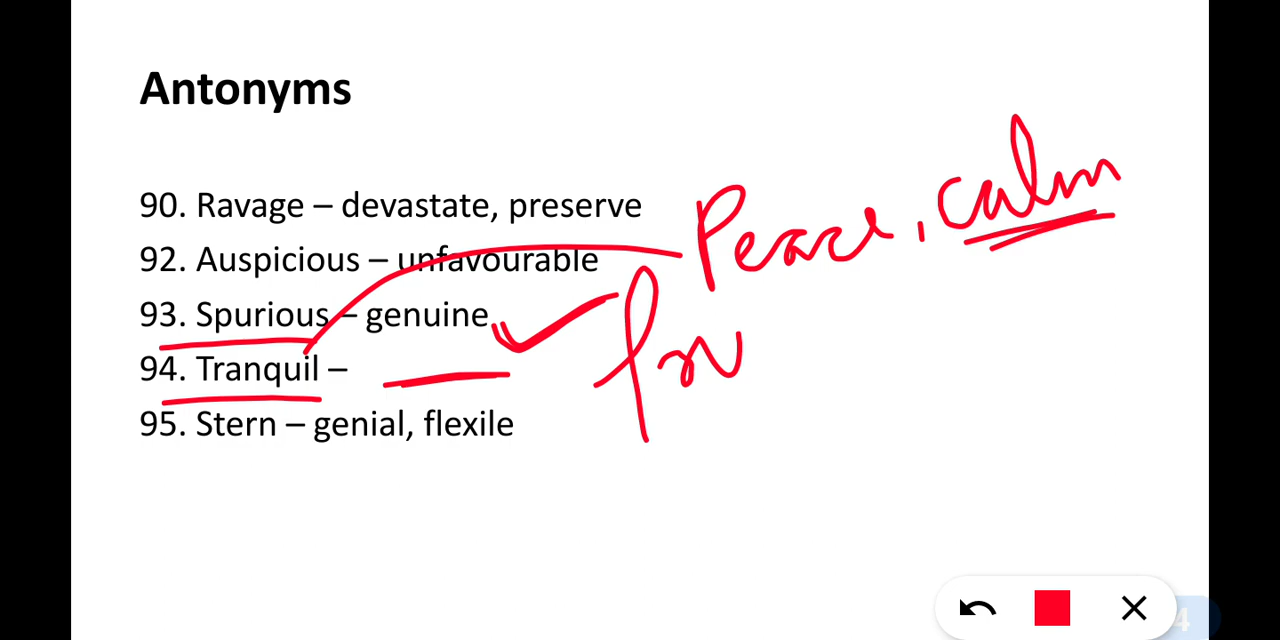 Antonyms
90. Ravage – devastate, preserve
92. Auspicious – unfavourable
93. Spurious – genuine
94. Tranquil –
95. Stern – genial, flexile
Peace, calm
4